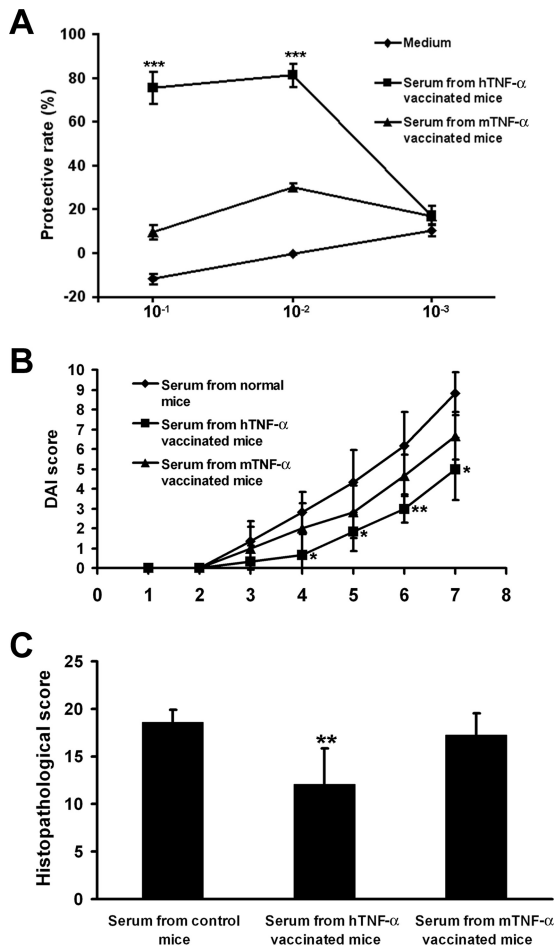 A
Protective rate (%)
100
80
60
40
20
0
-20
***
***
Medium
Serum from hTNF-α
vaccinated mice
Serum from mTNF-α
vaccinated mice
10-1
10-2
10-3
B
DAI score
10
9
8
7
6
5
4
3
2
1
0
Serum from normal
mice
Serum from hTNF-α
vaccinated mice
Serum from mTNF-α
vaccinated mice
*
*
**
*
0 1 2 3 4 5 6 7 8
C
Histopathological score
25
20
15
10
5
0
**
Serum from control
mice
Serum from hTNF-α
vaccinated mice
Serum from mTNF-α
vaccinated mice